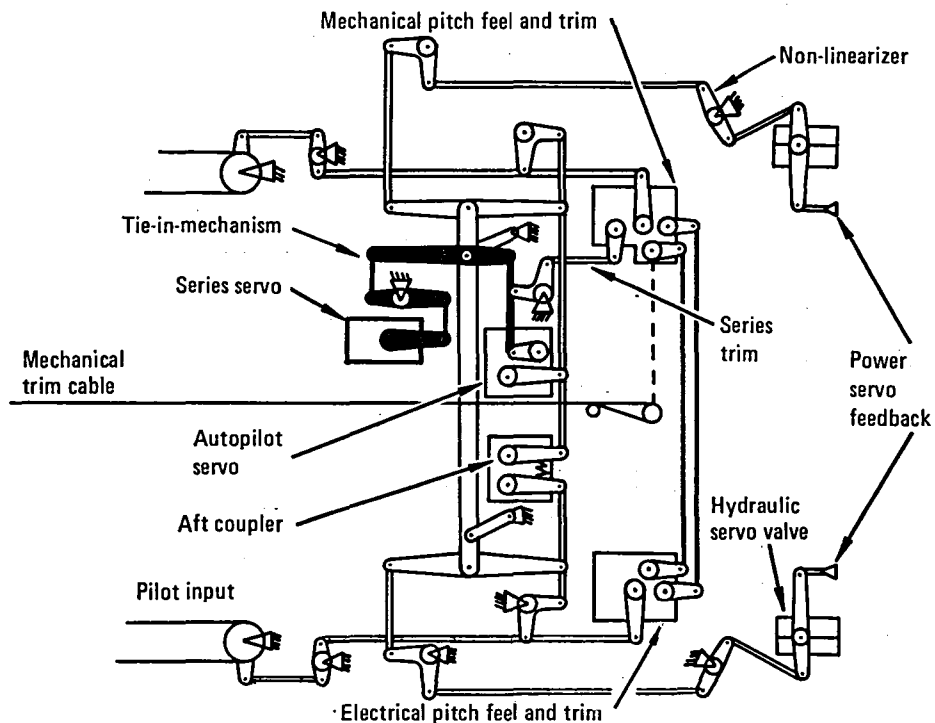 Mechanical pitch feel and trim
Non-linearizer
Tie-in-mechanism
Series servo
Series
trim
Mechanical
trim cable
Power
servo
feedback
Autopilot
servo
Aft coupler
Hydraulic
servo valve
Pilot input
Electrical pitch feel and trim